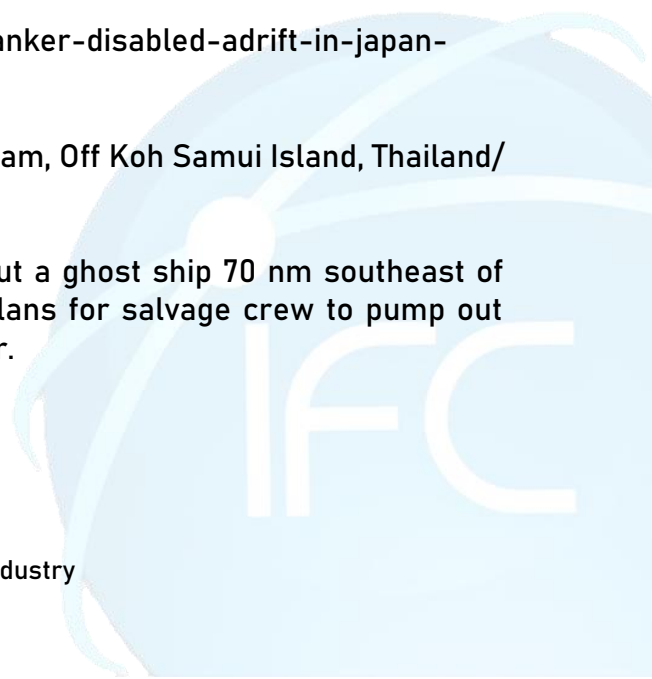 anker-disabled-adrift-in-japan-
am, Off Koh Samui Island, Thailand/
ut a ghost ship 70 nm southeast of
lans for salvage crew to pump out
r.
IFC
dustry